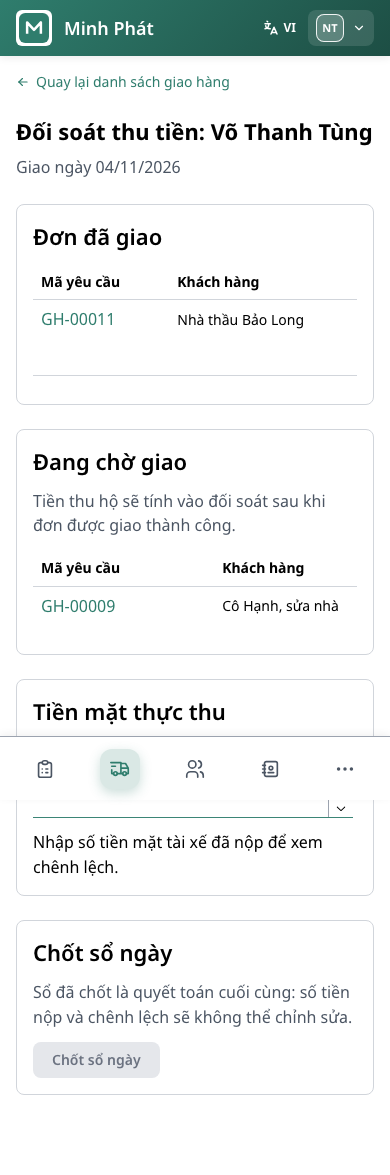 Minh Phát
VI
NT
Quay lại danh sách giao hàng
Đối soát thu tiền: Võ Thanh Tùng
Giao ngày 04/11/2026
Đơn đã giao
Mã yêu cầu Khách hàng
GH-00011 Nhà thầu Bảo Long
Đang chờ giao
Tiền thu hộ sẽ tính vào đối soát sau khi
đơn được giao thành công.
Mã yêu cầu Khách hàng
GH-00009 Cô Hạnh, sửa nhà
Tiền mặt thực thu
Nhập số tiền mặt tài xế đã nộp để xem
chênh lệch.
Chốt sổ ngày
Sổ đã chốt là quyết toán cuối cùng: số tiền
nộp và chênh lệch sẽ không thể chỉnh sửa.
Chốt sổ ngày